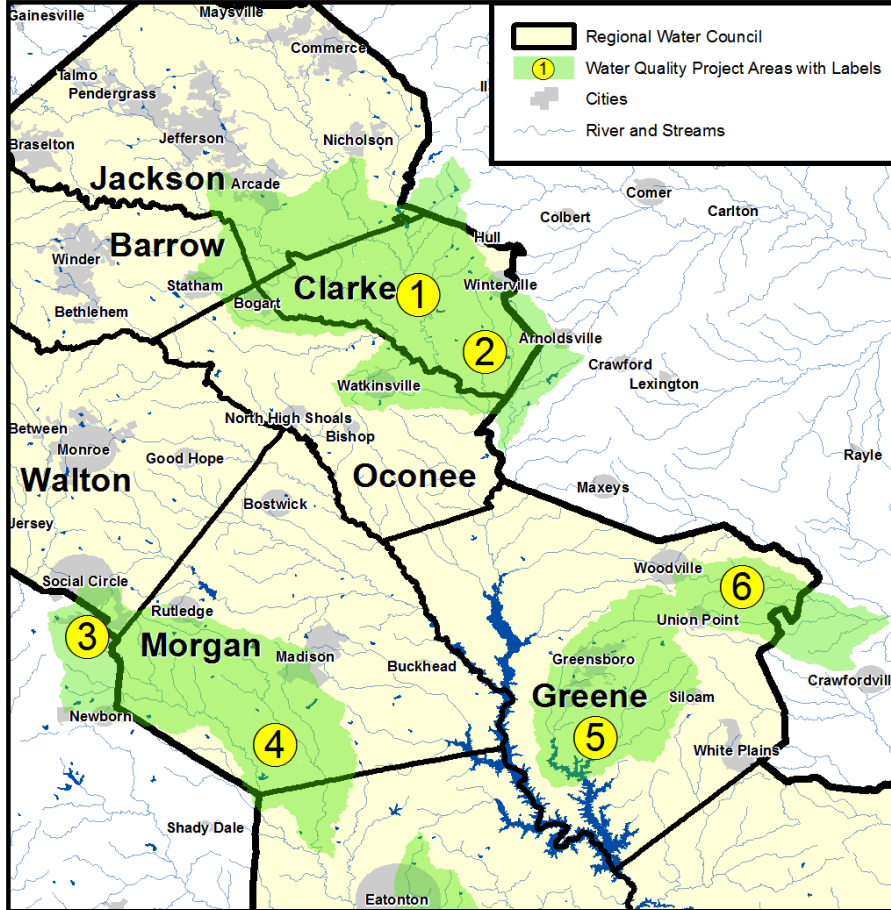 Gainesville
Maysville
Commerce
Regional Water Council
1 Water Quality Project Areas with Labels
Cities
River and Streams
Talmo
Pendergrass
Il
Jefferson
Nicholson
Braselton
Jackson
Arcade
Comer
Colbert
Carlton
Barrow
Hull
Winder
Statham
Clarke
1
Winterville
Bogart
Bethlehem
Arnoldsville
2
Crawford
Watkinsville
Lexington
North High Shoals
Between
Bishop
Monroe
Good Hope
Rayle
Walton
Oconee
Maxeys
Bostwick
Jersey
Woodville
Social Circle
6
Rutledge
Union Point
3
Morgan
Madison
Buckhead
Greensboro
Crawfordvill
Greene
Siloam
Newborn
4
5
White Plains
Shady Dale
Eatonton